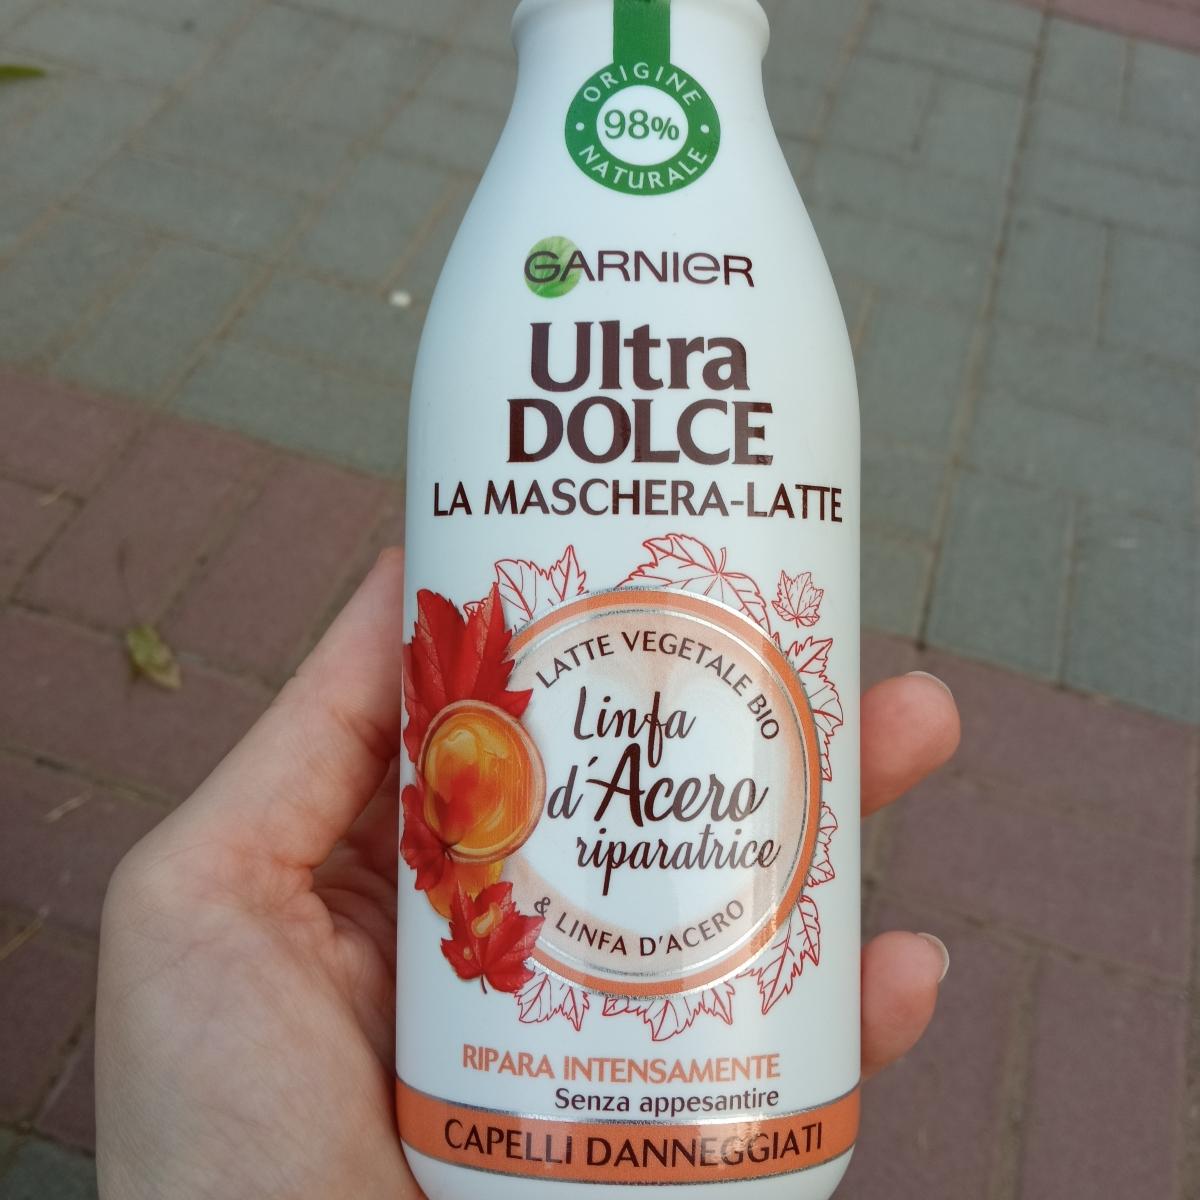 ORIGINE
98%
NATURALE
GARNIER
Ultra
DOLCE
LA MASCHERA-LATTE
LATTE VEGETALE BIO
Linfa
d'Acero
riparatrice
& LINFA D'ACERO
RIPARA INTENSAMENTE
Senza appesantire
CAPELLI DANNEGGIATI